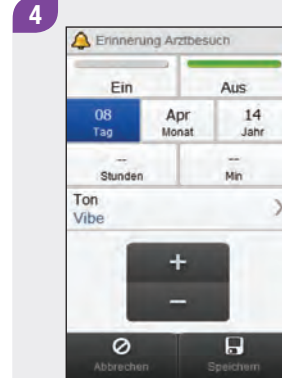 4
Erinnerung Arztbesuch
Ein Aus
08 Apr 14
Tag Monat Jahr
-- --
Stunden Min
Ton
Vibe
+
−
Abbrechen Speichern